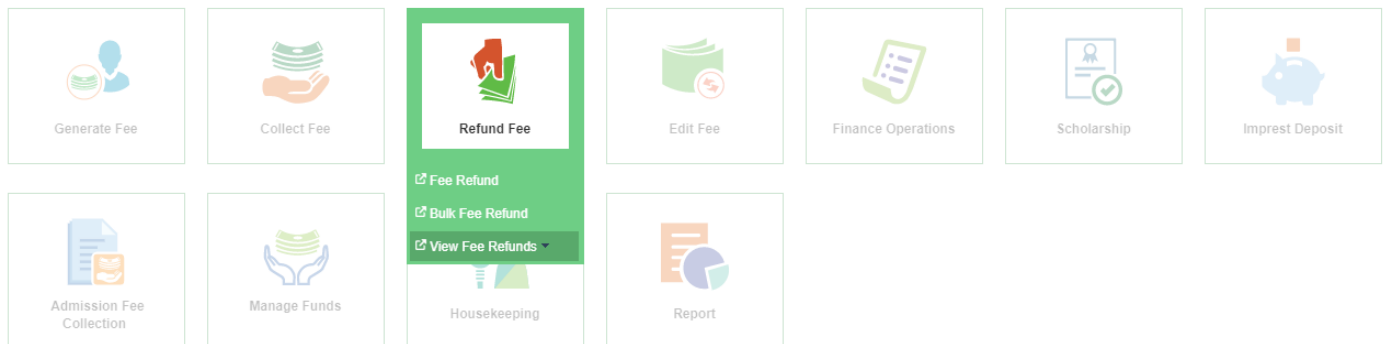 Generate Fee
Collect Fee
Refund Fee
Edit Fee
Finance Operations
Scholarship
Imprest Deposit
Fee Refund
Bulk Fee Refund
View Fee Refunds
Admission Fee
Collection
Manage Funds
Housekeeping
Report